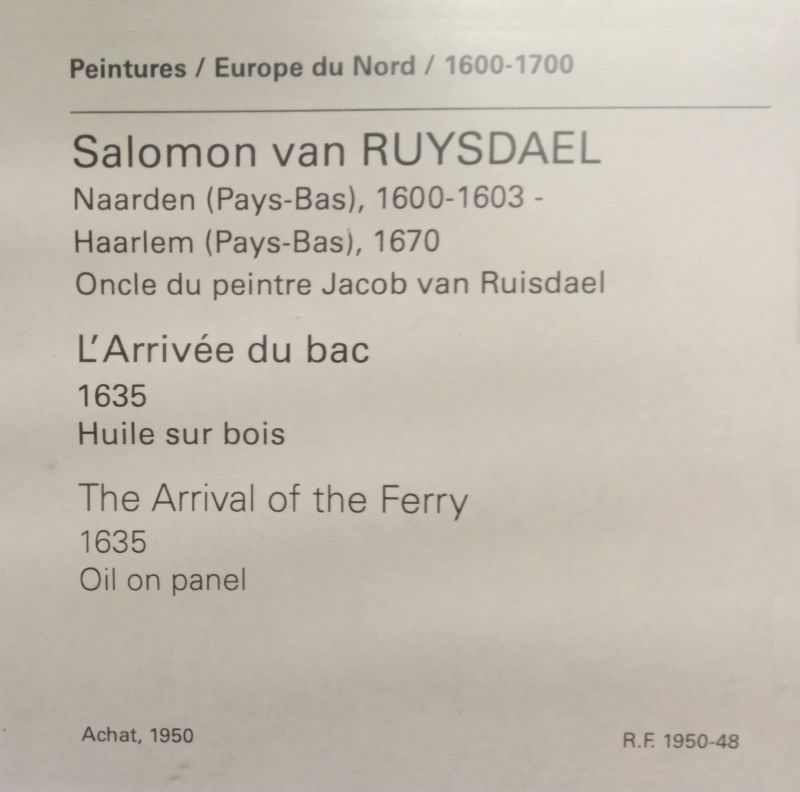 Peintures / Europe du Nord / 1600-1700
Salomon van RUYSDAEL
Naarden (Pays-Bas), 1600-1603 -
Haarlem (Pays-Bas), 1670
Oncle du peintre Jacob van Ruisdael
L'Arrivée du bac
1635
Huile sur bois
The Arrival of the Ferry
1635
Oil on panel
Achat, 1950
R.F. 1950-48